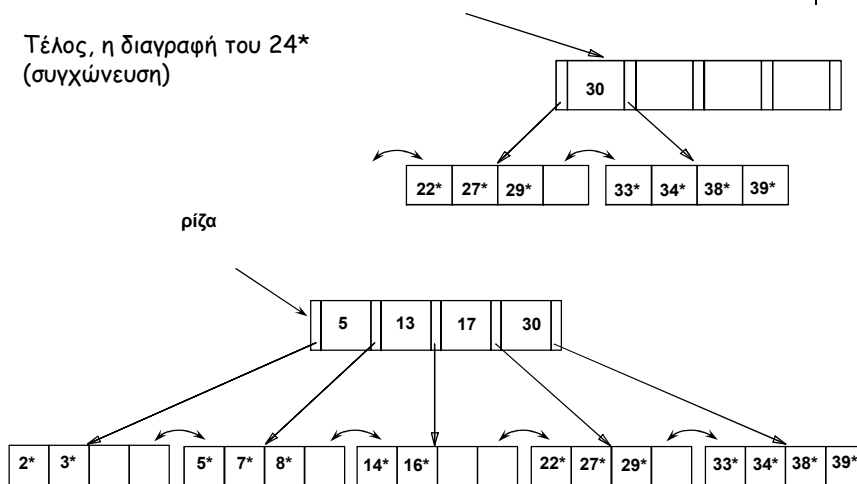 Τέλος, η διαγραφή του 24*
(συγχώνευση)
30
22* 27* 29* 33* 34* 38* 39*
ρίζα
5 13 17 30
2* 3* 5* 7* 8* 14* 16* 22* 27* 29* 33* 34* 38* 39*